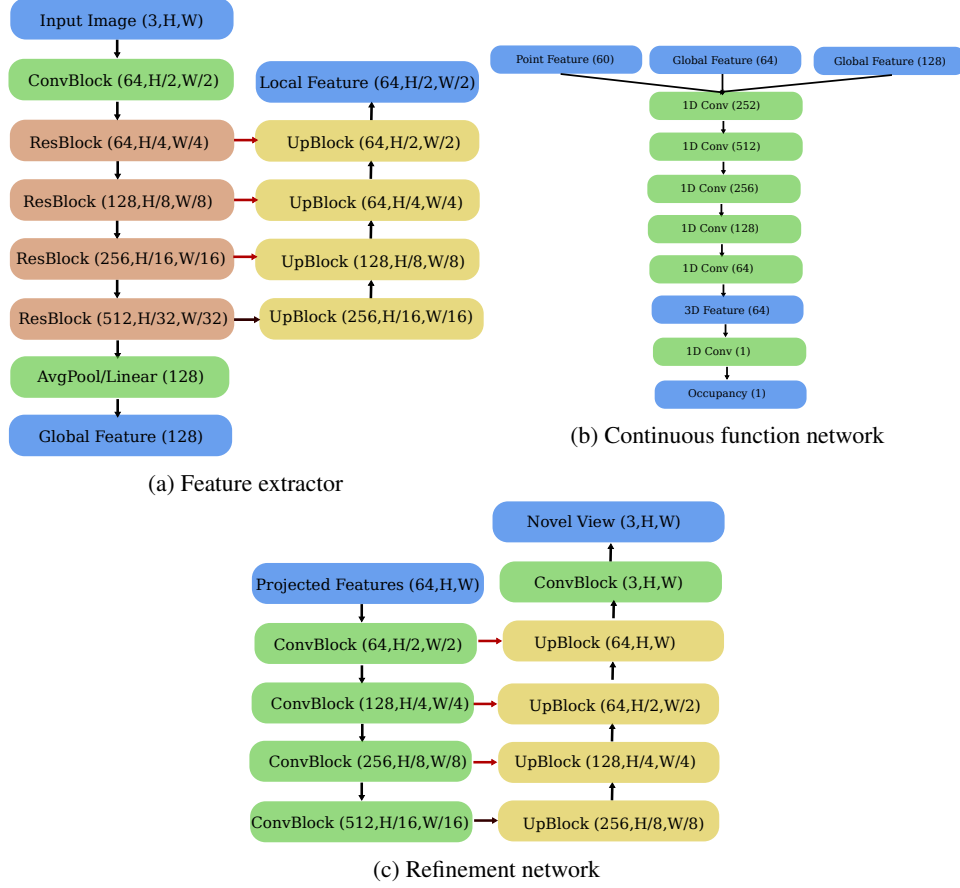 Input Image (3,H,W)
ConvBlock (64,H/2,W/2)
ResBlock (64,H/4,W/4)
ResBlock (128,H/8,W/8)
ResBlock (256,H/16,W/16)
ResBlock (512,H/32,W/32)
AvgPool/Linear (128)
Global Feature (128)
Local Feature (64,H/2,W/2)
UpBlock (64,H/2,W/2)
UpBlock (64,H/4,W/4)
UpBlock (128,H/8,W/8)
UpBlock (256,H/16,W/16)
(a) Feature extractor
Point Feature (60)
Global Feature (64)
Global Feature (128)
1D Conv (252)
1D Conv (512)
1D Conv (256)
1D Conv (128)
1D Conv (64)
3D Feature (64)
1D Conv (1)
Occupancy (1)
(b) Continuous function network
Projected Features (64,H,W)
ConvBlock (64,H/2,W/2)
ConvBlock (128,H/4,W/4)
ConvBlock (256,H/8,W/8)
ConvBlock (512,H/16,W/16)
Novel View (3,H,W)
ConvBlock (3,H,W)
UpBlock (64,H,W)
UpBlock (64,H/2,W/2)
UpBlock (128,H/4,W/4)
UpBlock (256,H/8,W/8)
(c) Refinement network